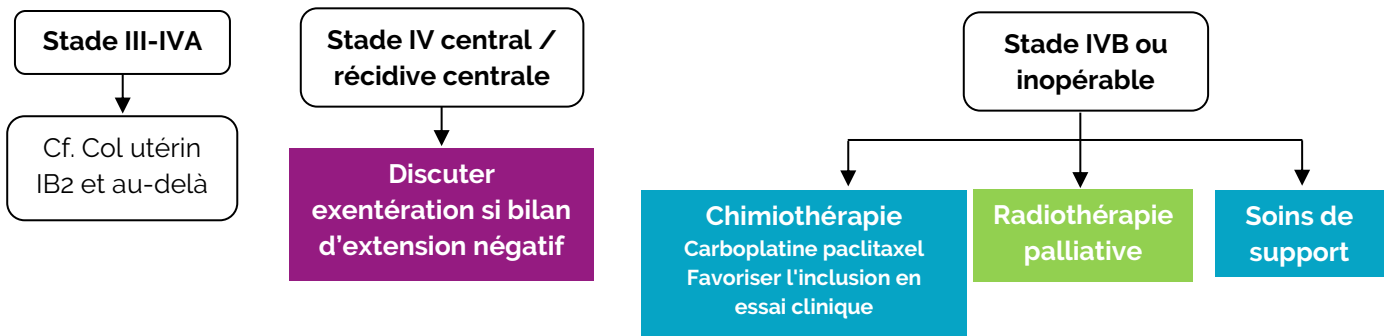 Stade III-IVA
Cf. Col utérin
IB2 et au-delà
Stade IV central /
récidive centrale
Discuter
exentération si bilan
d'extension négatif
Stade IVB ou
inopérable
Chimiothérapie
Carboplatine paclitaxel
Favoriser l'inclusion en
essai clinique
Radiothérapie
palliative
Soins de
support